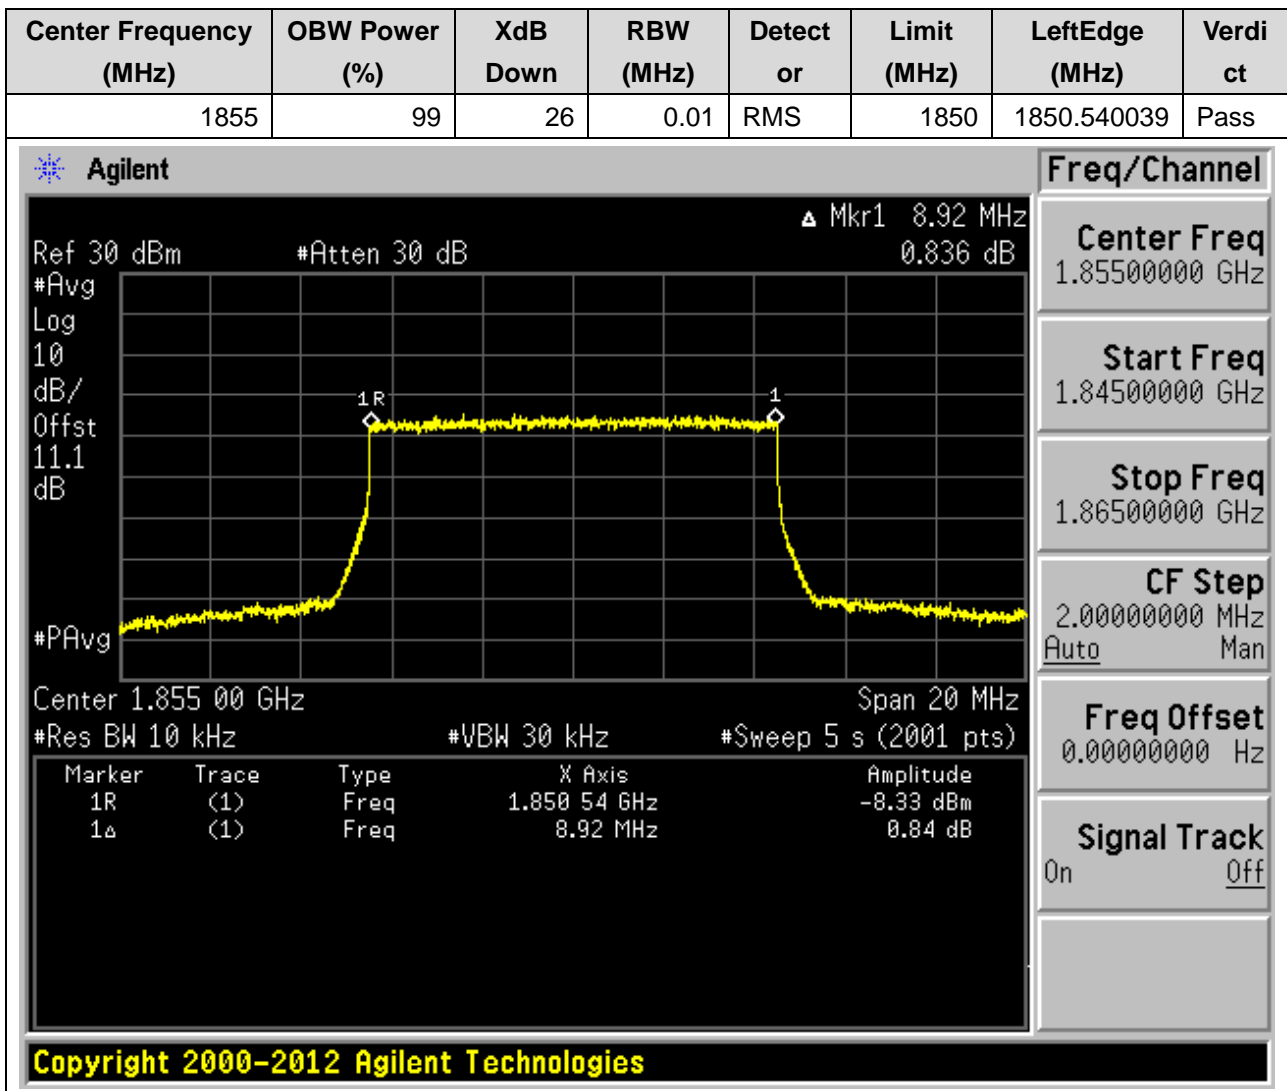 Center Frequency (MHz) OBW Power (%) XdB Down RBW (MHz) Detect or Limit (MHz) LeftEdge (MHz) Verdi ct
1855 99 26 0.01 RMS 1850 1850.540039 Pass
Agilent
Freq/Channel
Δ Mkr1 8.92 MHz
Ref 30 dBm #Atten 30 dB 0.836 dB
#Avg
Log
10
dB/
Offst
11.1
dB
1R
1
#PAvg
Center 1.855 00 GHz Span 20 MHz
#Res BW 10 kHz #VBW 30 kHz #Sweep 5 s (2001 pts)
Marker Trace Type X Axis Amplitude
1R (1) Freq 1.850 54 GHz -8.33 dBm
1Δ (1) Freq 8.92 MHz 0.84 dB
Center Freq
1.85500000 GHz
Start Freq
1.84500000 GHz
Stop Freq
1.86500000 GHz
CF Step
2.00000000 MHz
Auto Man
Freq Offset
0.00000000 Hz
Signal Track
On Off
Copyright 2000-2012 Agilent Technologies